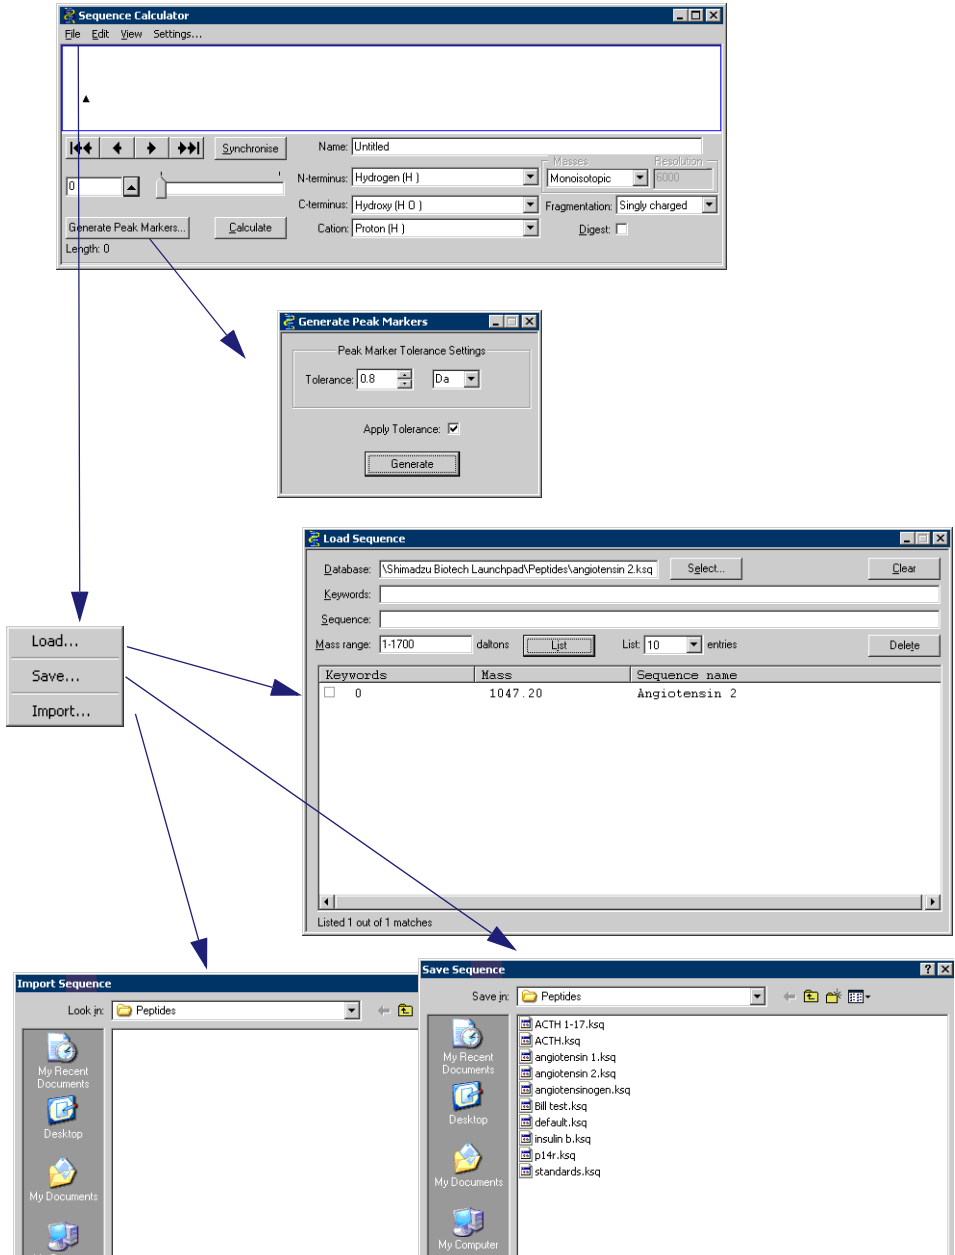 Sequence Calculator
File Edit View Settings...
Synchronise
Name: Untitled
Masses Resolution
N-terminus: Hydrogen (H ) Monoisotopic 6000
0
C-terminus: Hydroxy (H O ) Fragmentation: Singly charged
Generate Peak Markers... Calculate Cation: Proton (H ) Digest:
Length: 0
Generate Peak Markers
Peak Marker Tolerance Settings
Tolerance: 0.8 Da
Apply Tolerance:
Generate
Load Sequence
Database: \Shimadzu Biotech Launchpad\Peptides\angiotensin 2.ksq Select... Clear
Keywords:
Sequence:
Mass range: 1-1700 daltons List List: 10 entries Delete
Keywords Mass Sequence name
0 1047.20 Angiotensin 2
Listed 1 out of 1 matches
Load...
Save...
Import...
Import Sequence
Look in: Peptides
My Recent
Documents
Desktop
My Documents
Save Sequence
Save in: Peptides
My Recent
Documents
Desktop
My Documents
My Computer
ACTH 1-17.ksq
ACTH.ksq
angiotensin 1.ksq
angiotensin 2.ksq
angiotensinogen.ksq
Bill test.ksq
default.ksq
insulin b.ksq
p14r.ksq
standards.ksq